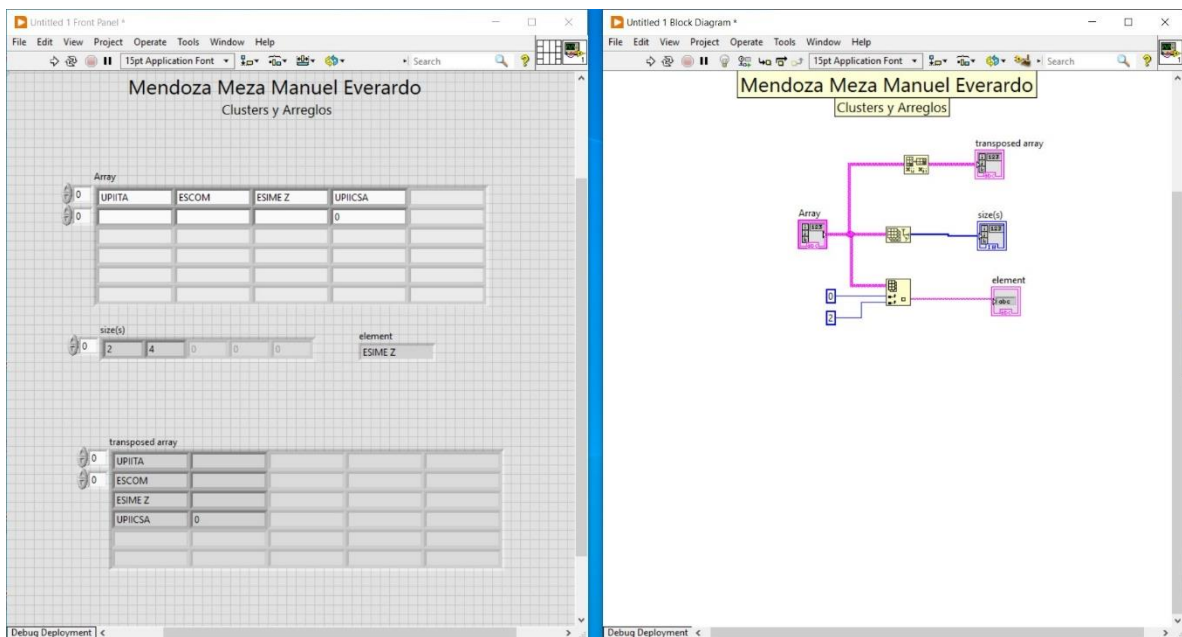 Untitled 1 Front Panel *
File Edit View Project Operate Tools Window Help
15pt Application Font Search
Mendoza Meza Manuel Everardo
Clusters y Arreglos
Array
0 UPIITA ESCOM ESIME Z UPIICSA
0 0
size(s)
0 2 4 0 0 0
element
ESIME Z
transposed array
0 UPIITA
0 ESCOM
ESIME Z
UPIICSA 0
Debug Deployment
Untitled 1 Block Diagram *
File Edit View Project Operate Tools Window Help
15pt Application Font Search
Mendoza Meza Manuel Everardo
Clusters y Arreglos
transposed array
Array
size(s)
element
0
abc
2
Debug Deployment